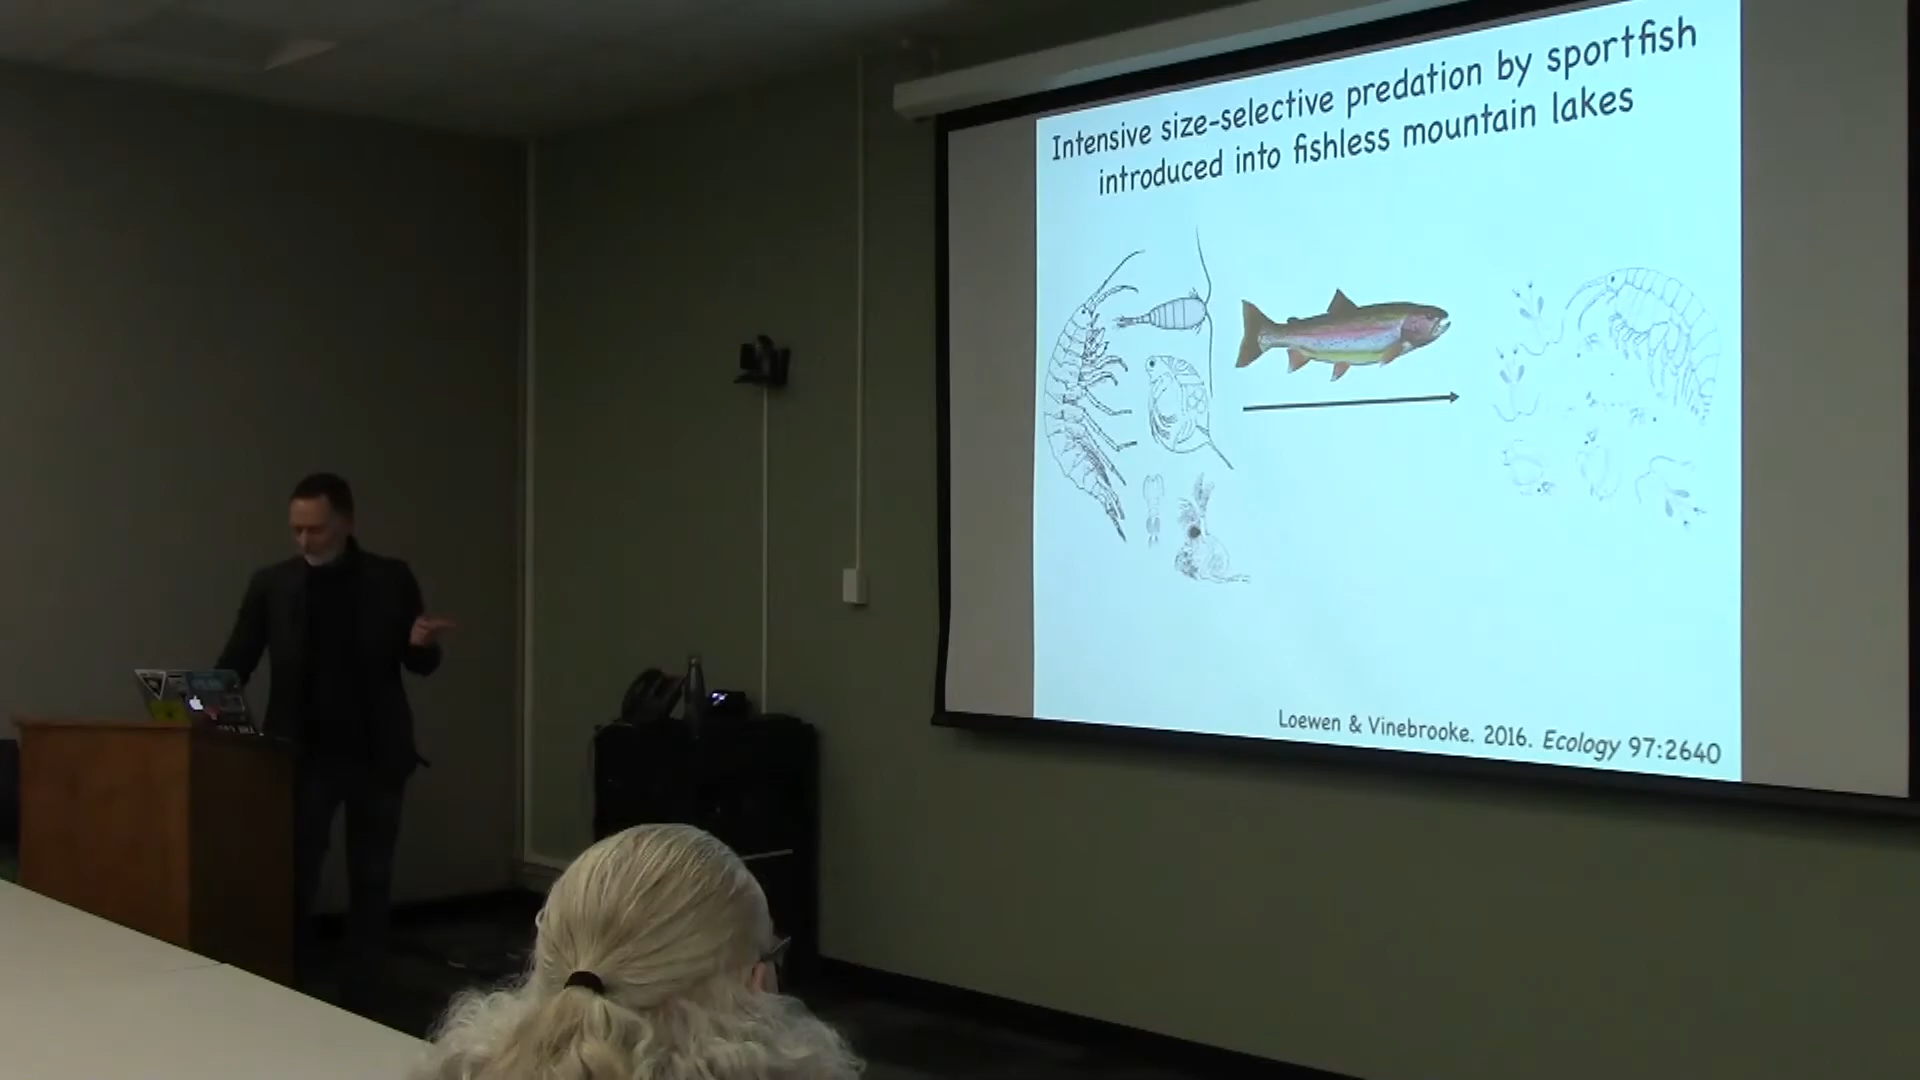 Intensive size-selective predation by sportfish
introduced into fishless mountain lakes
Loewen & Vinebrooke. 2016. Ecology 97:2640